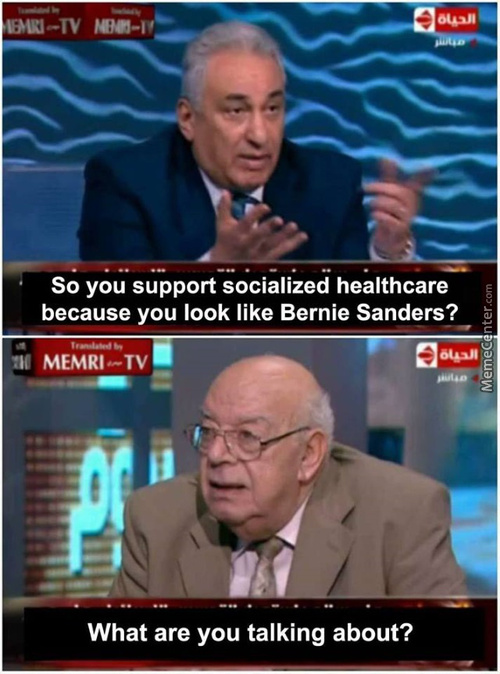 Translated by
MEMRI TV
الحياة
مباشر
So you support socialized healthcare
because you look like Bernie Sanders?
MemeCenter.com
Translated by
MEMRI TV
الحياة
مباشر
What are you talking about?